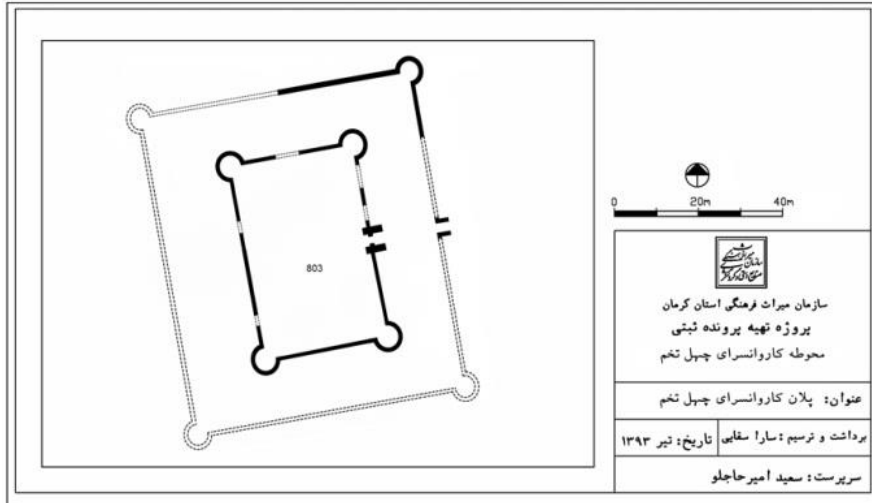 803
0 20m 40m
سازمان میراث فرهنگی استان کرمان
پروژه تهیه پرونده ثبتی
محوطه کاروانسرای چهل تخم
عنوان: پلان کاروانسرای چهل تخم
برداشت و ترسیم: سارا سقایی تاریخ: تیر ۱۳۹۳
سرپرست: سعید امیرحاجلو